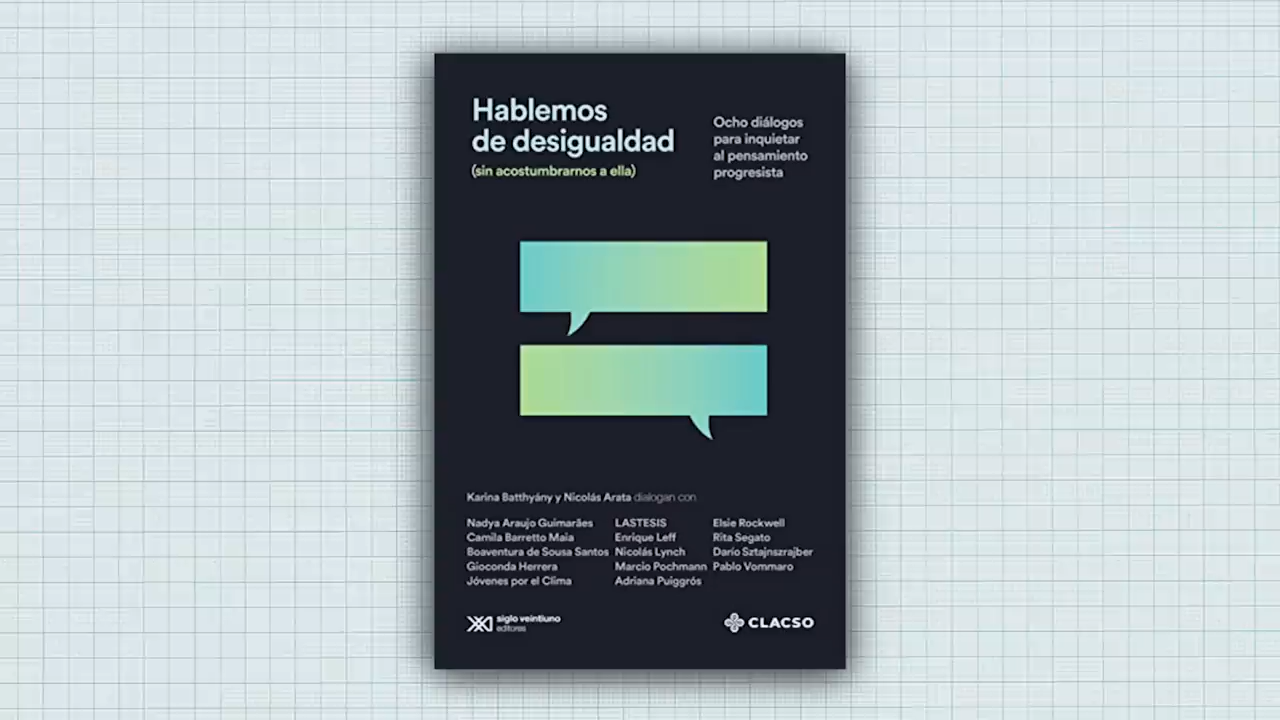 Hablemos
de desigualdad
(sin acostumbrarnos a ella)
Ocho diálogos
para inquietar
al pensamiento
progresista
Karina Batthyány y Nicolás Arata dialogan con
Nadya Araujo Guimarães
Camila Barretto Maia
Boaventura de Sousa Santos
Gioconda Herrera
Jóvenes por el Clima
LASTESIS
Enrique Leff
Nicolás Lynch
Marcio Pochmann
Adriana Puiggrós
Elsie Rockwell
Rita Segato
Darío Sztajnszrajber
Pablo Vommaro
siglo veintiuno
editores
CLACSO